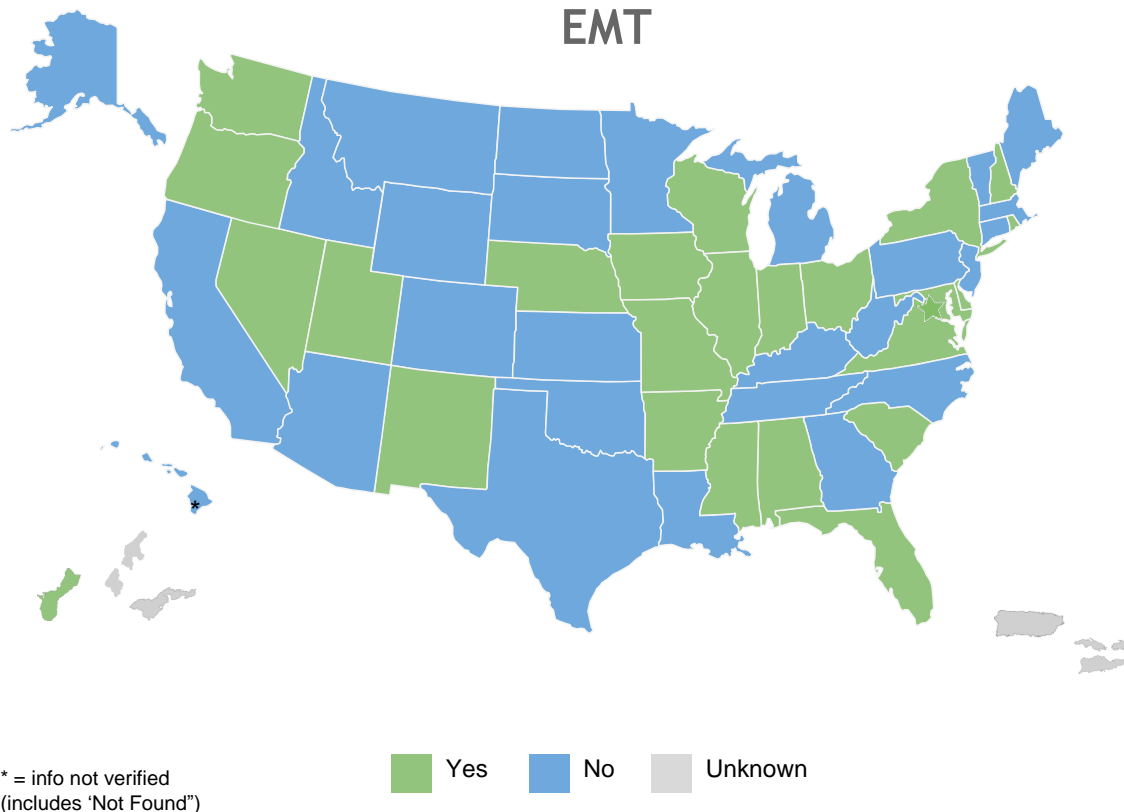 EMT
*
Yes
No
Unknown
* = info not verified
(includes ‘Not Found”)